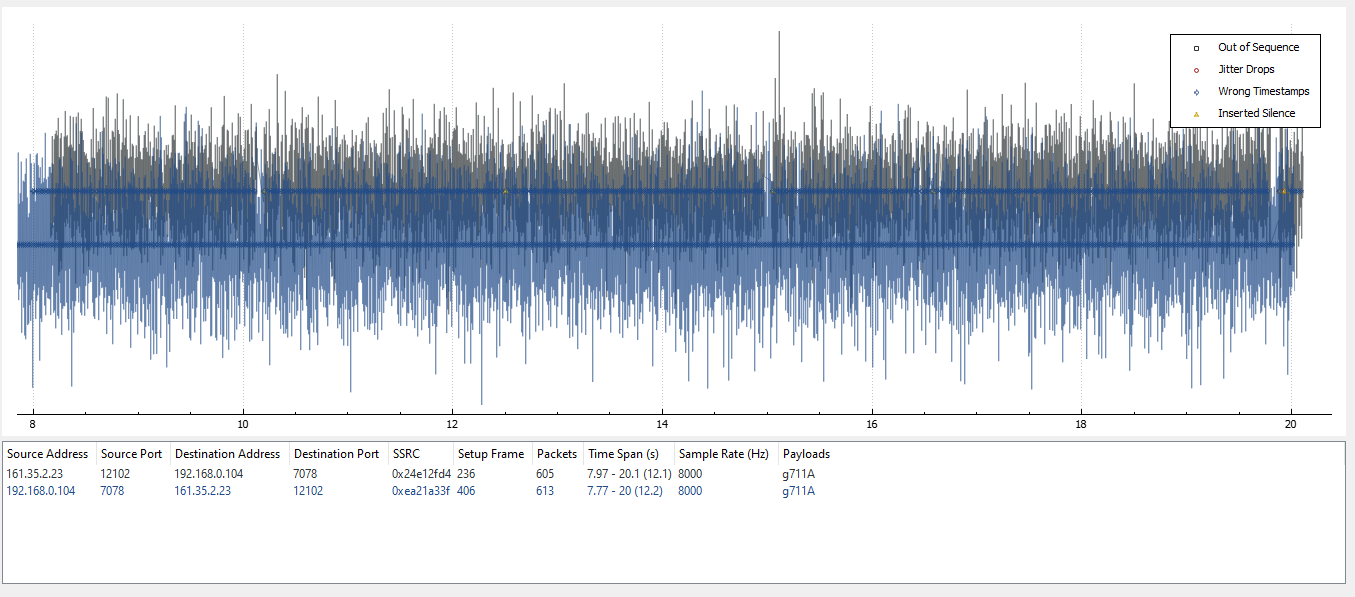 Out of Sequence
Jitter Drops
Wrong Timestamps
Inserted Silence
8 10 12 14 16 18 20
Source Address Source Port Destination Address Destination Port SSRC Setup Frame Packets Time Span (s) Sample Rate (Hz) Payloads
161.35.2.23 12102 192.168.0.104 7078 0x24e12fd4 236 605 7.97 - 20.1 (12.1) 8000 g711A
192.168.0.104 7078 161.35.2.23 12102 0xea21a33f 406 613 7.77 - 20 (12.2) 8000 g711A